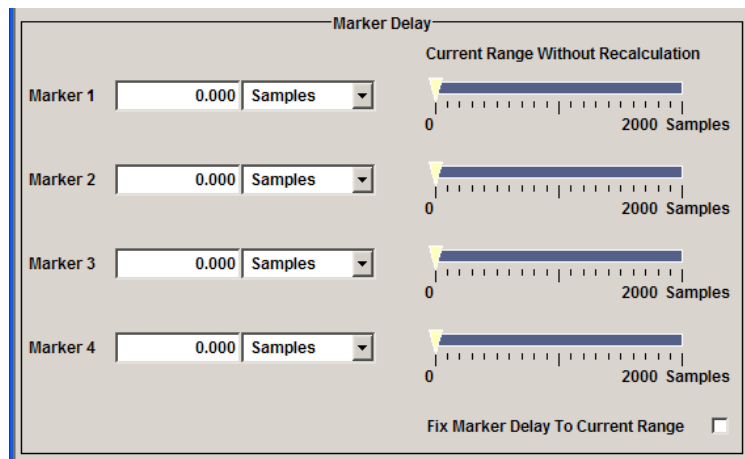 Marker Delay
Current Range Without Recalculation
Marker 1 0.000 Samples
0 2000 Samples
Marker 2 0.000 Samples
0 2000 Samples
Marker 3 0.000 Samples
0 2000 Samples
Marker 4 0.000 Samples
0 2000 Samples
Fix Marker Delay To Current Range